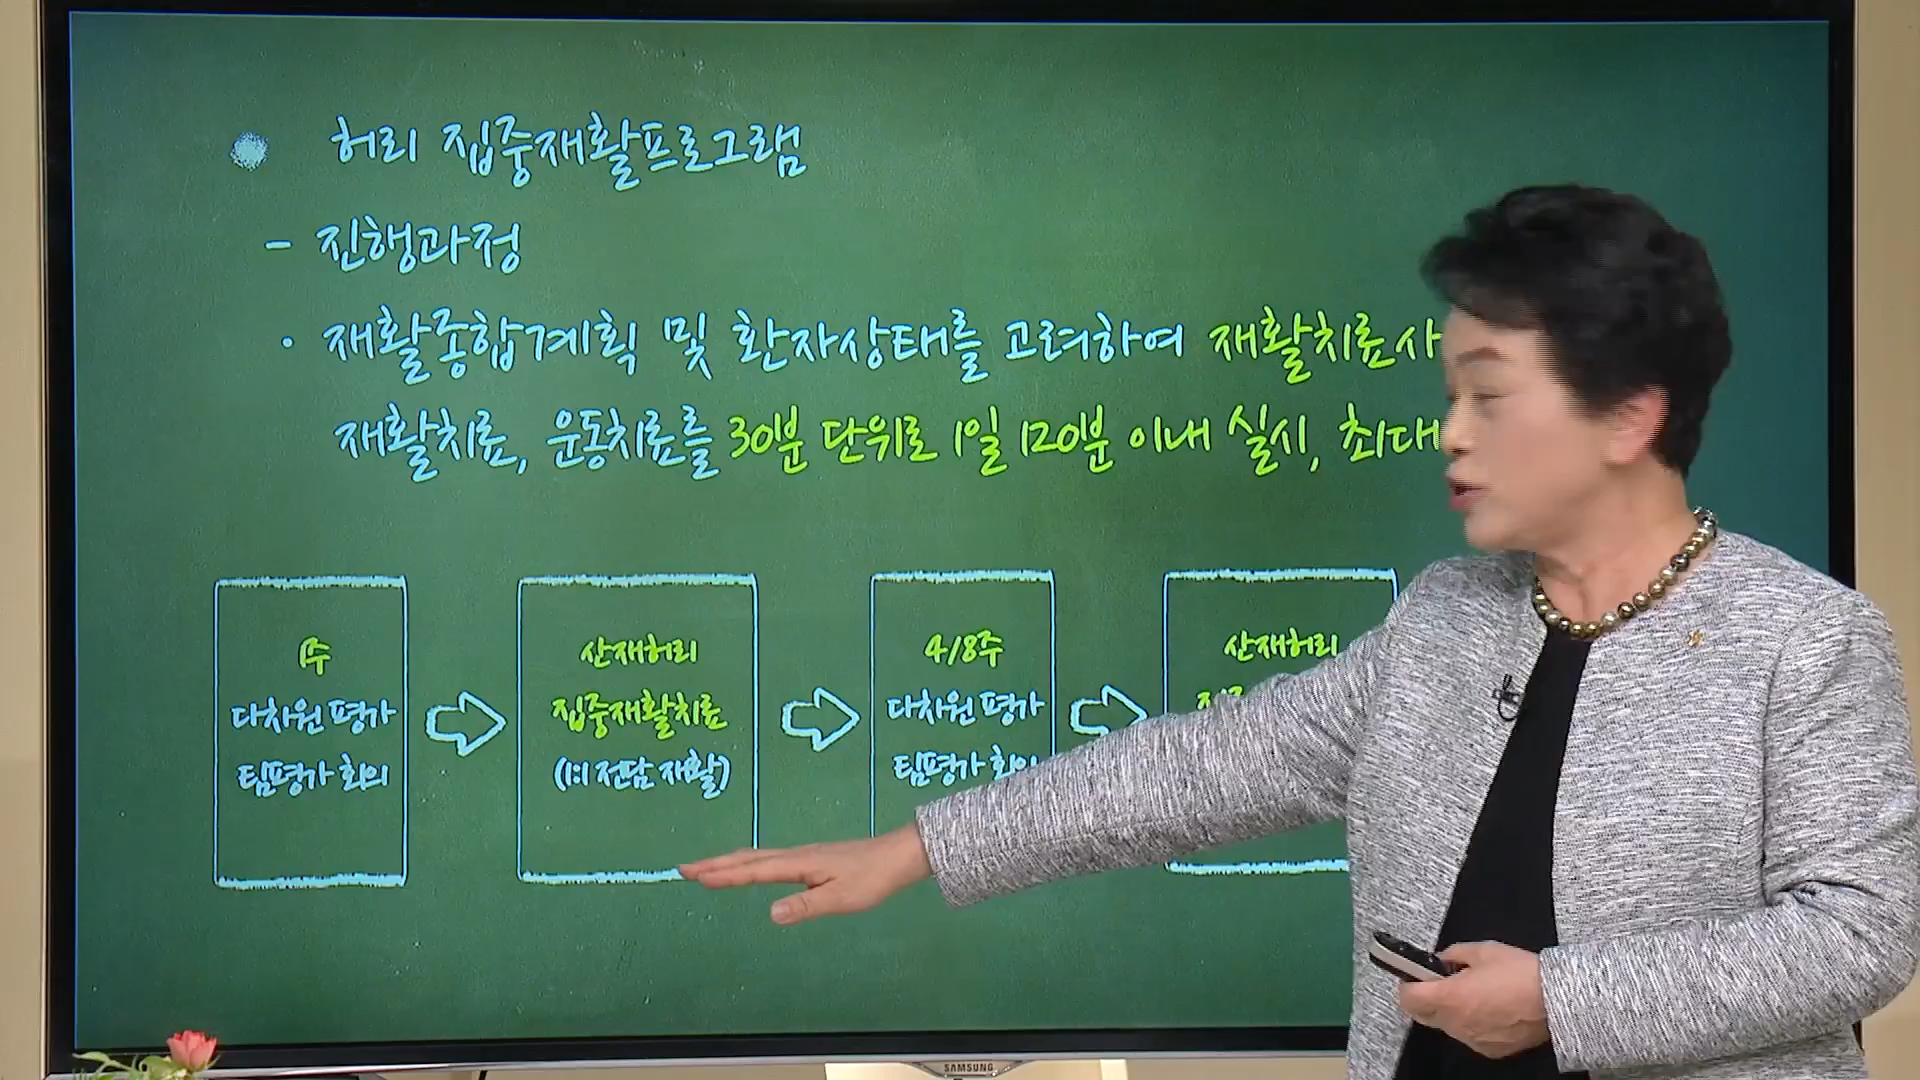 허리 집중재활프로그램
- 진행과정
· 재활종합계획 및 환자상태를 고려하여 재활치료사
재활치료, 운동치료를 30분 단위로 1일 120분 이내 실시, 최대
1주
다차원 평가
팀평가 회의
산재허리
집중재활치료
(1:1 전담 재활)
4/8주
다차원 평가
팀평가 회의
산재허리
SAMSUNG